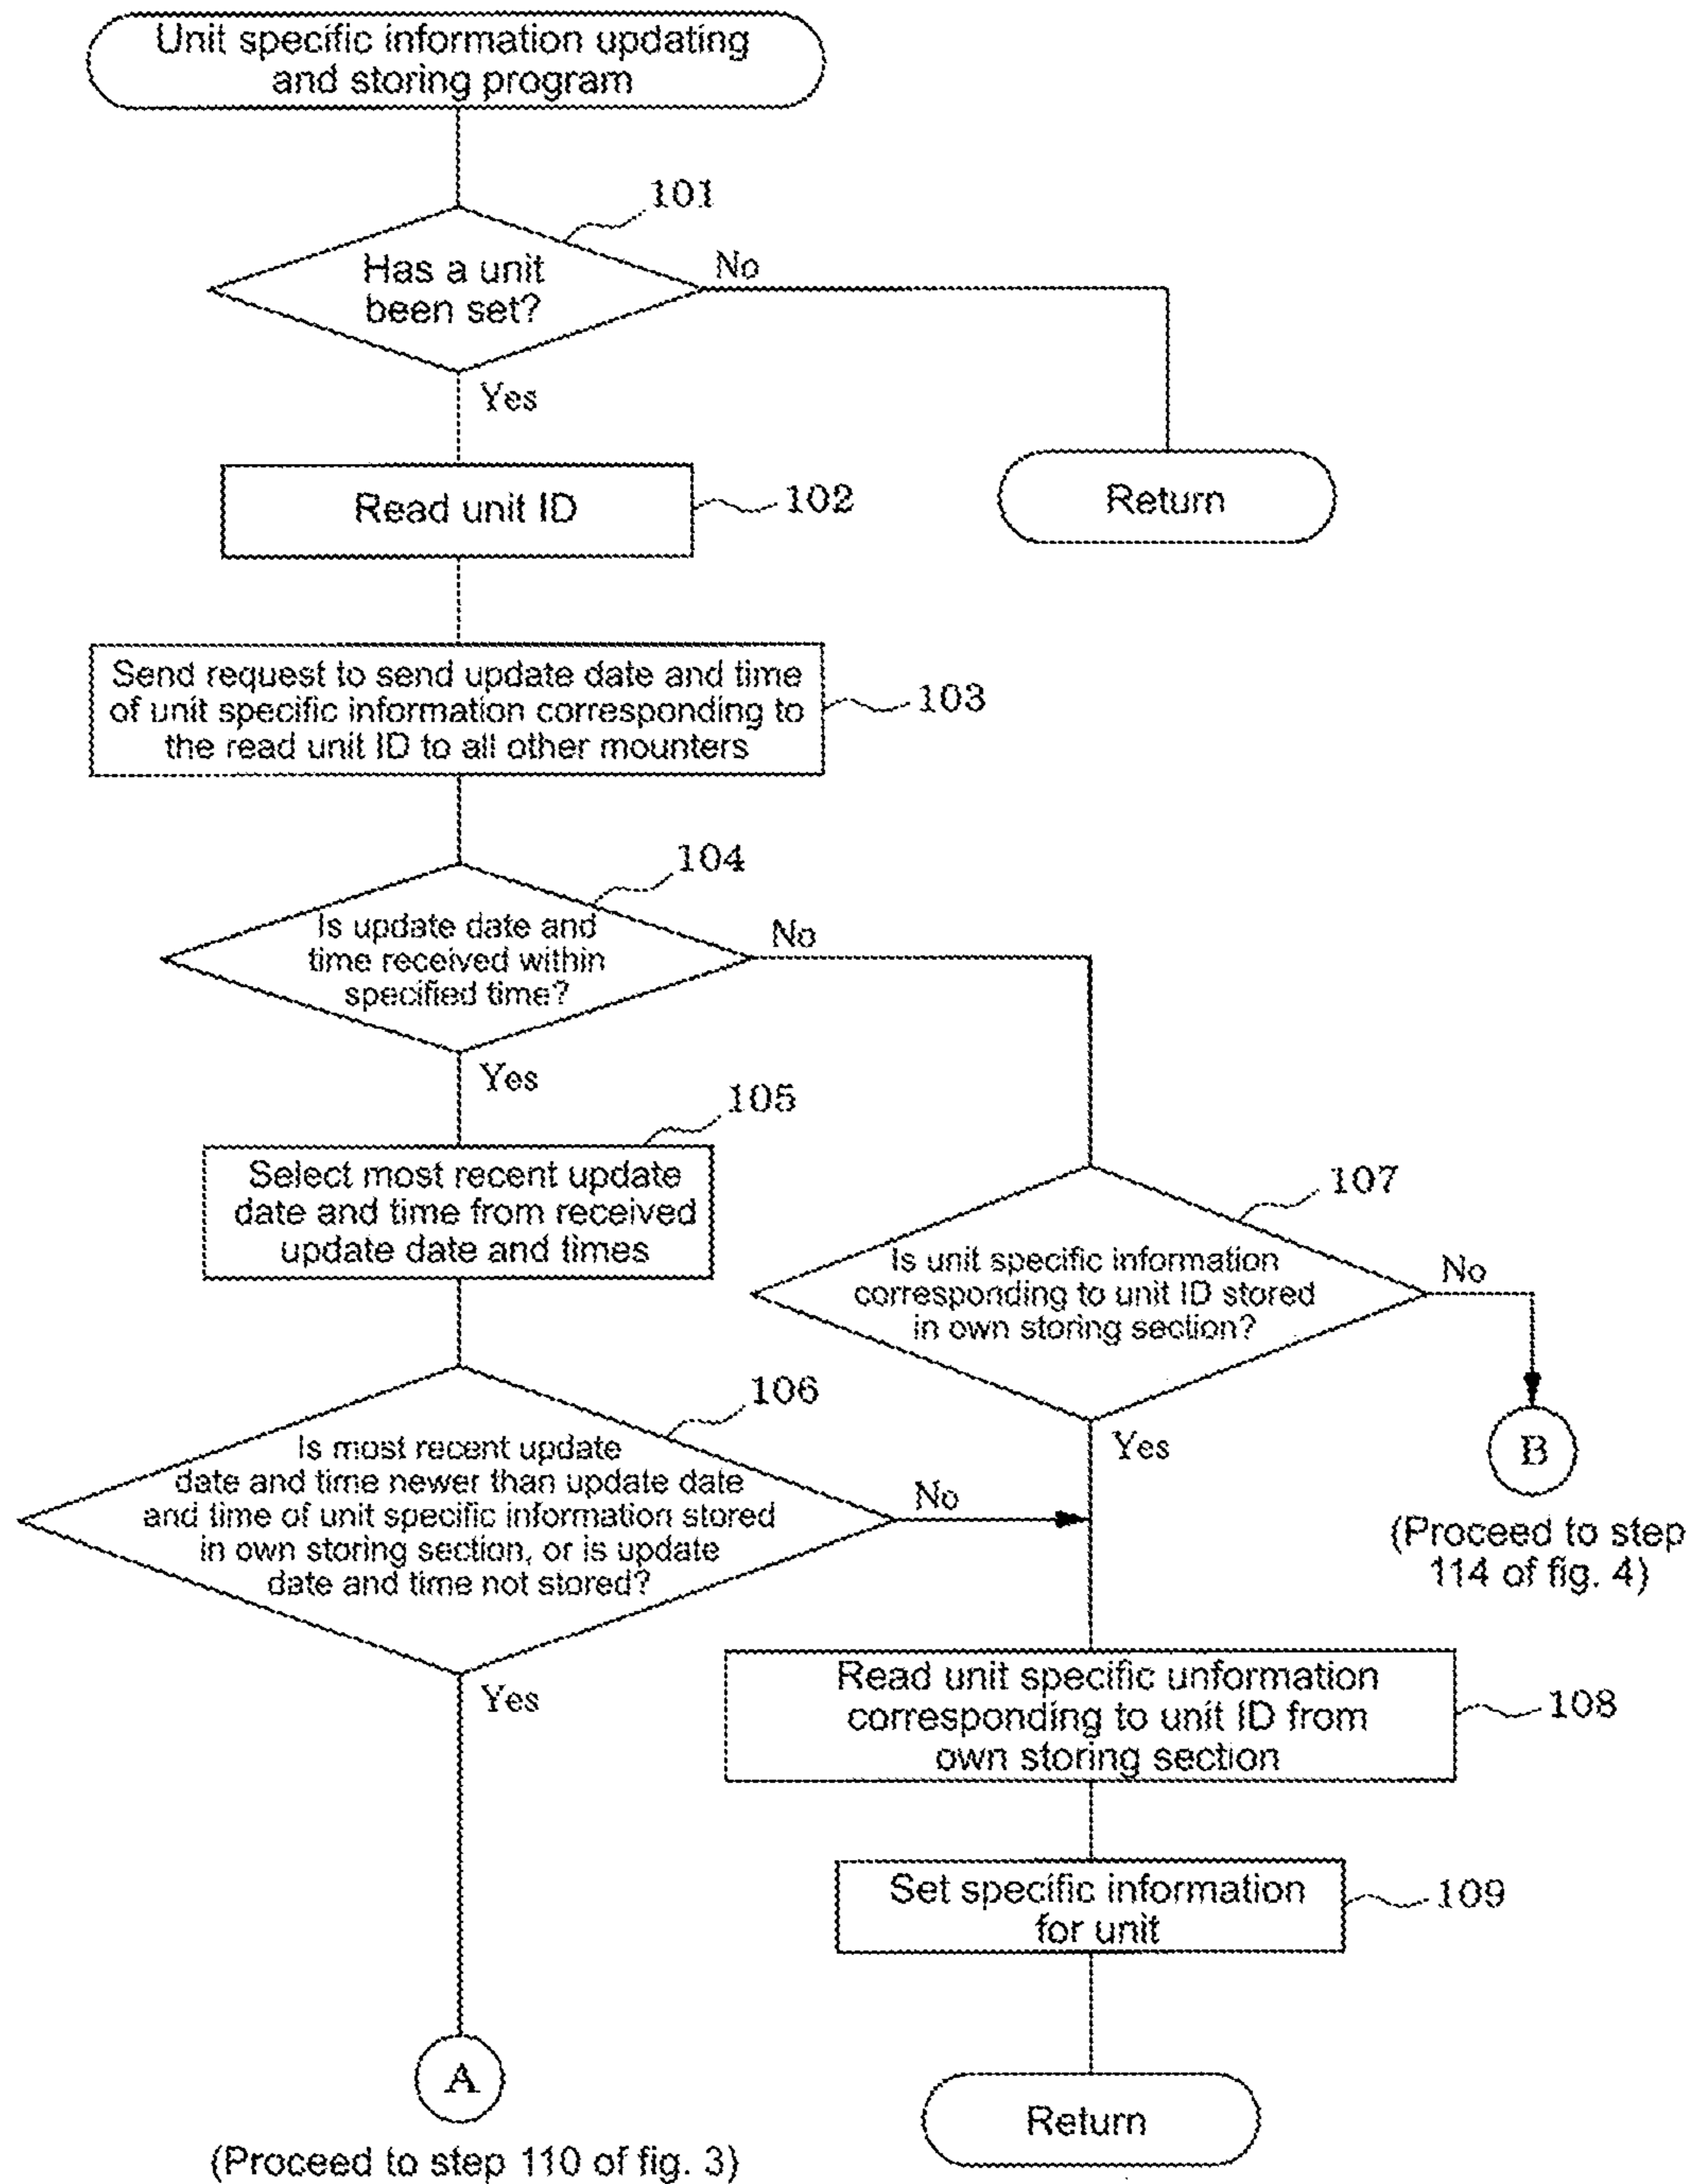 Unit specific information updating
and storing program
101
Has a unit
been set?
No
Yes
Read unit ID
102
Return
Send request to send update date and time
of unit specific information corresponding to
the read unit ID to all other mounters
103
104
Is update date and
time received within
specified time?
No
Yes
105
Select most recent update
date and time from received
update date and times
107
Is unit specific information
corresponding to unit ID stored
in own storing section?
No
Yes
B
(Proceed to step
114 of fig. 4)
106
Is most recent update
date and time newer than update date
and time of unit specific information stored
in own storing section, or is update
date and time not stored?
No
Yes
Read unit specific unformation
corresponding to unit ID from
own storing section
108
Set specific information
for unit
109
A
(Proceed to step 110 of fig. 3)
Return